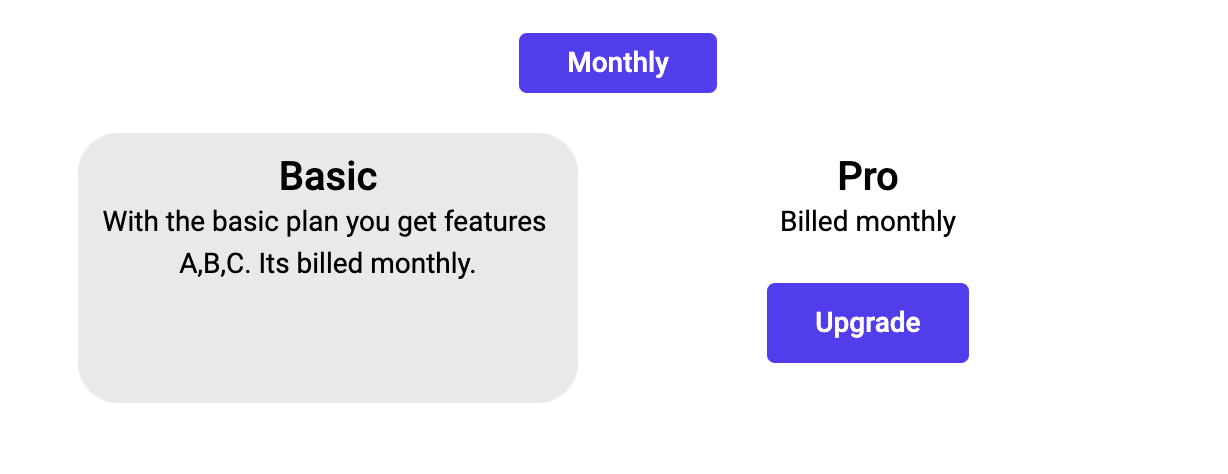 Monthly
Basic
With the basic plan you get features
A,B,C. Its billed monthly.
Pro
Billed monthly
Upgrade